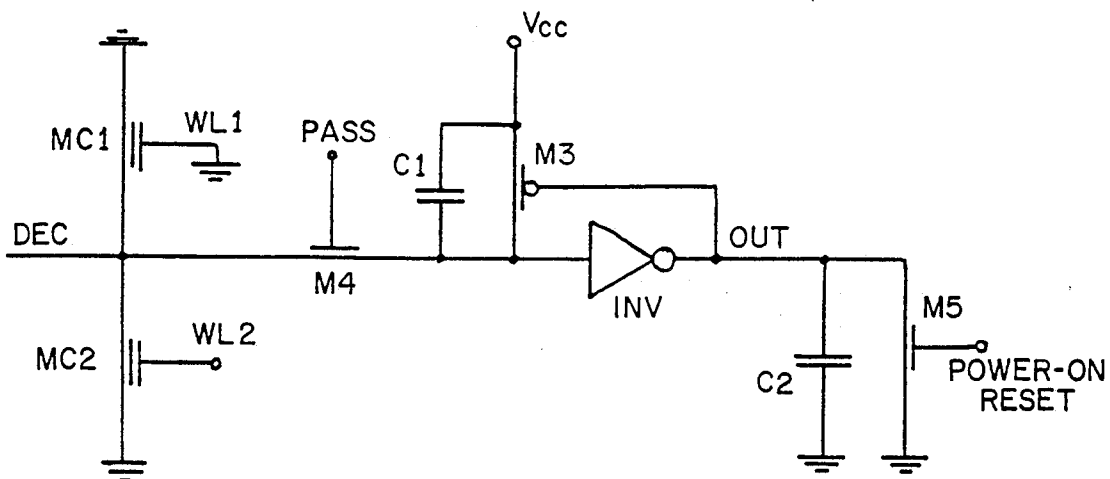 Vcc
MC1
WL1
PASS
C1
M3
DEC
M4
INV
OUT
MC2
WL2
C2
M5
POWER-ON
RESET